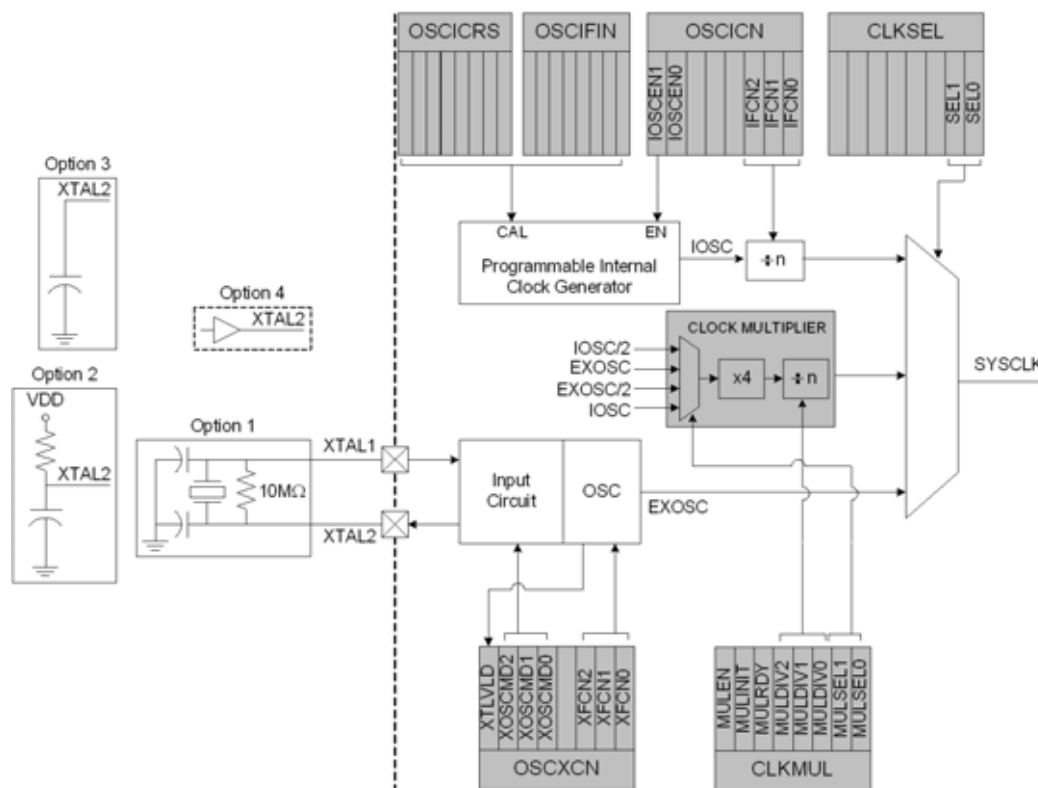 OSCICRS
OSCIFIN
OSCICN
CLKSEL
IOSCEN1
IOSCEN0
IFCN2
IFCN1
IFCN0
SEL1
SEL0
Option 3
XTAL2
Option 4
XTAL2
Option 2
VDD
XTAL2
Option 1
10MΩ
XTAL1
XTAL2
CAL
EN
Programmable Internal
Clock Generator
IOSC
÷ n
CLOCK MULTIPLIER
IOSC/2
EXOSC
EXOSC/2
IOSC
x4
÷ n
SYSCLK
Input
Circuit
OSC
EXOSC
XTLVLD
XOSCMD2
XOSCMD1
XOSCMD0
XFCN2
XFCN1
XFCN0
OSCXCN
MULEN
MULINIT
MULRDY
MULDIV2
MULDIV1
MULDIV0
MULSEL1
MULSEL0
CLKMUL